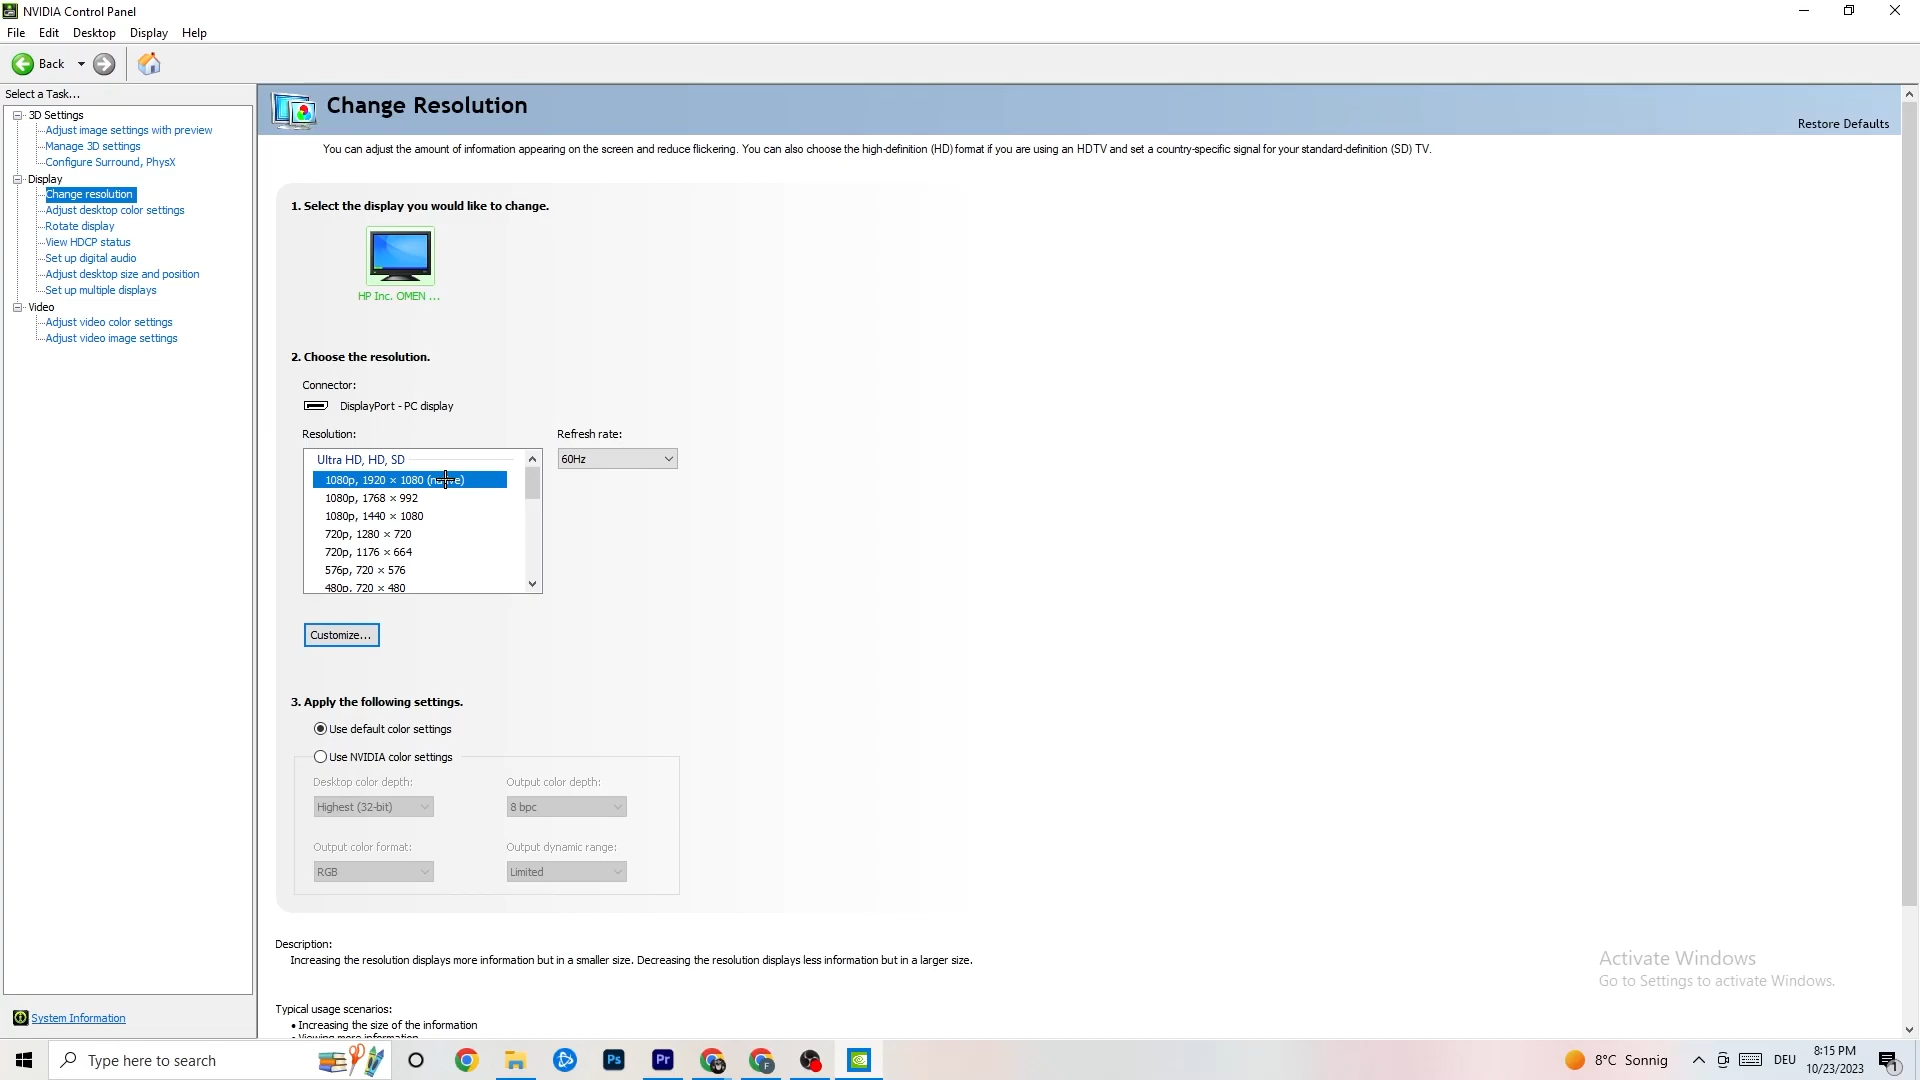 NVIDIA Control Panel
File Edit Desktop Display Help
Back
Select a Task...
3D Settings
Adjust image settings with preview
Manage 3D settings
Configure Surround, PhysX
Display
Change resolution
Adjust desktop color settings
Rotate display
View HDCP status
Set up digital audio
Adjust desktop size and position
Set up multiple displays
Video
Adjust video color settings
Adjust video image settings
System Information
Change Resolution
Restore Defaults
You can adjust the amount of information appearing on the screen and reduce flickering. You can also choose the high-definition (HD) format if you are using an HDTV and set a country-specific signal for your standard-definition (SD) TV.
1. Select the display you would like to change.
HP Inc. OMEN ...
2. Choose the resolution.
Connector:
DisplayPort - PC display
Resolution:
Refresh rate:
Ultra HD, HD, SD
60Hz
1080p, 1920 × 1080
1080p, 1768 × 992
1080p, 1440 × 1080
720p, 1280 × 720
720p, 1176 × 664
576p, 720 × 576
480p, 720 × 480
Customize...
3. Apply the following settings.
Use default color settings
Use NVIDIA color settings
Desktop color depth:
Output color depth:
Highest (32-bit)
8 bpc
Output color format:
Output dynamic range:
RGB
Limited
Description:
Increasing the resolution displays more information but in a smaller size. Decreasing the resolution displays less information but in a larger size.
Typical usage scenarios:
• Increasing the size of the information
Activate Windows
Go to Settings to activate Windows.
Type here to search
Ps
Pr
F
8°C Sonnig
DEU
8:15 PM
10/23/2023
1